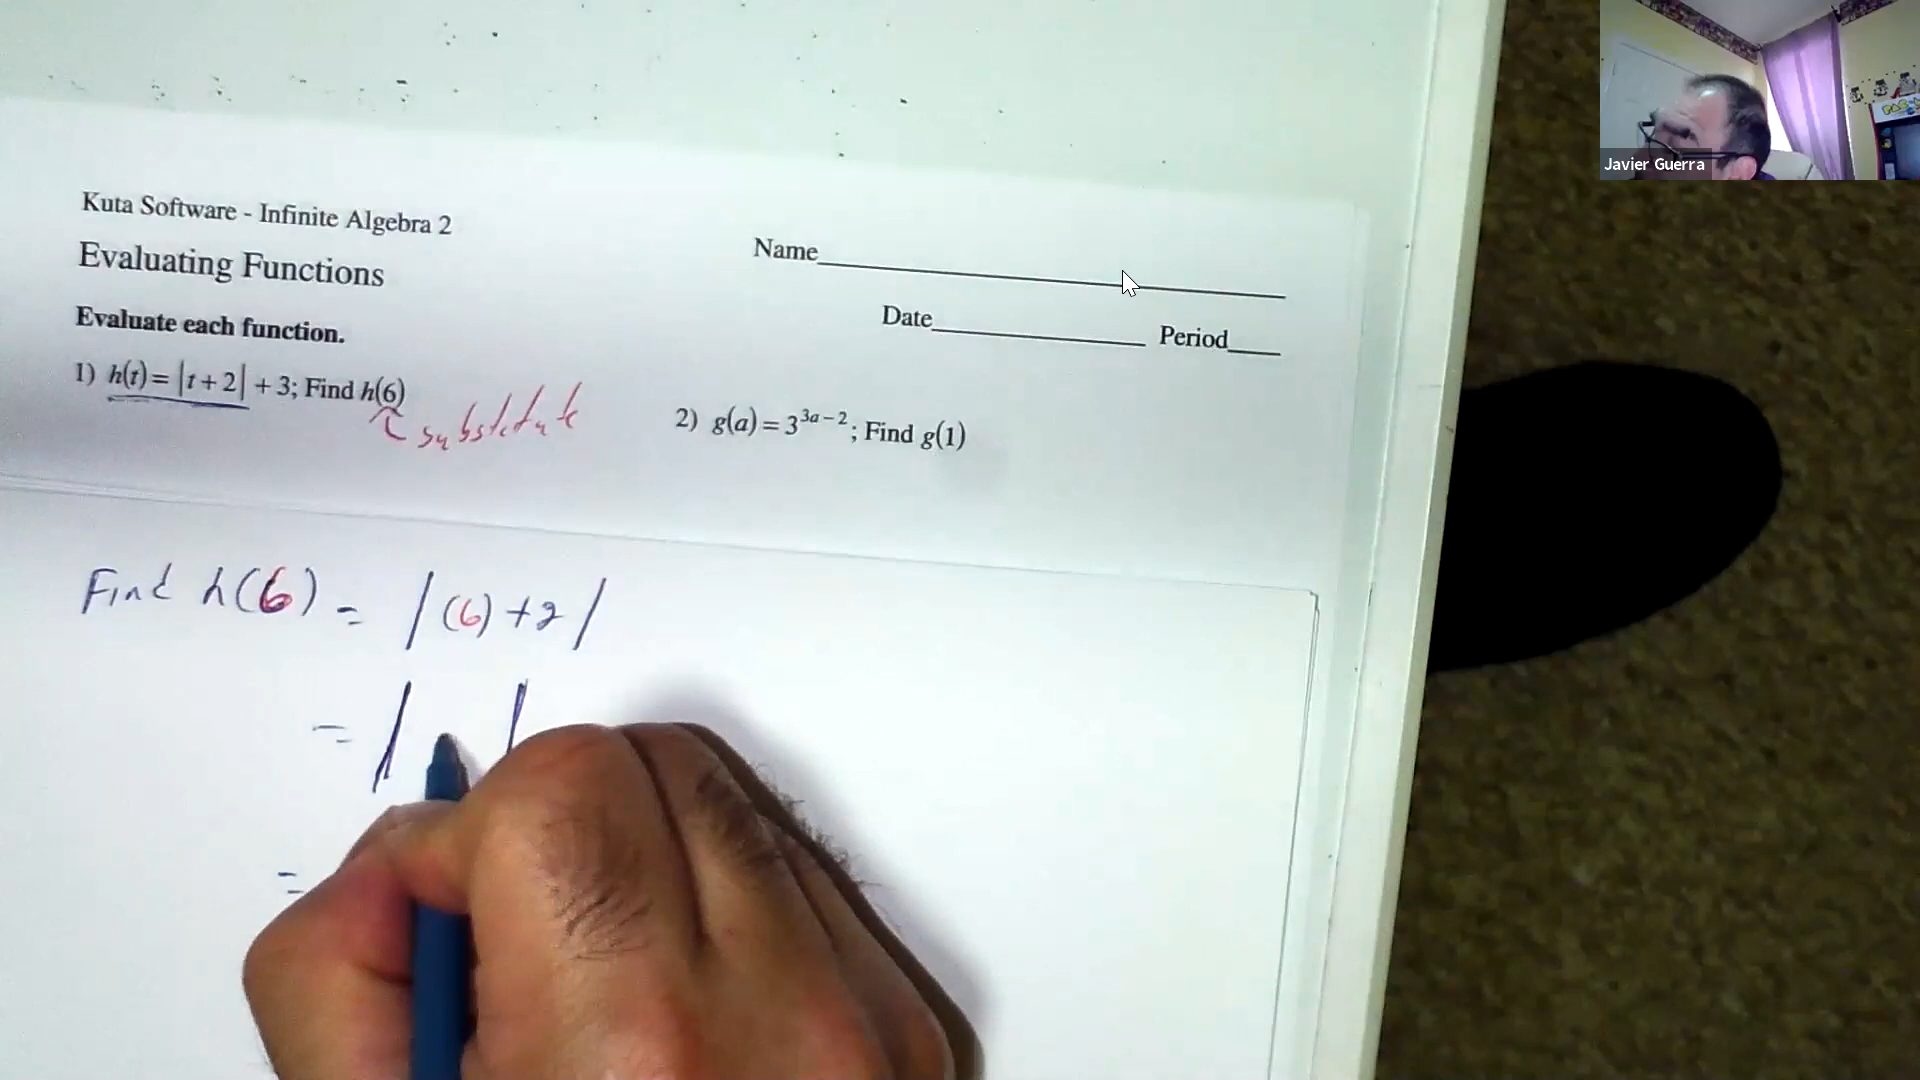 Javier Guerra
Kuta Software - Infinite Algebra 2
Evaluating Functions
Name
Date Period
Evaluate each function.
1) h(t) = |t + 2| + 3; Find h(6)
substitute
2) g(a) = 3^{3a − 2}; Find g(1)
Find h(6) = |(6) + 2|
= | |
=